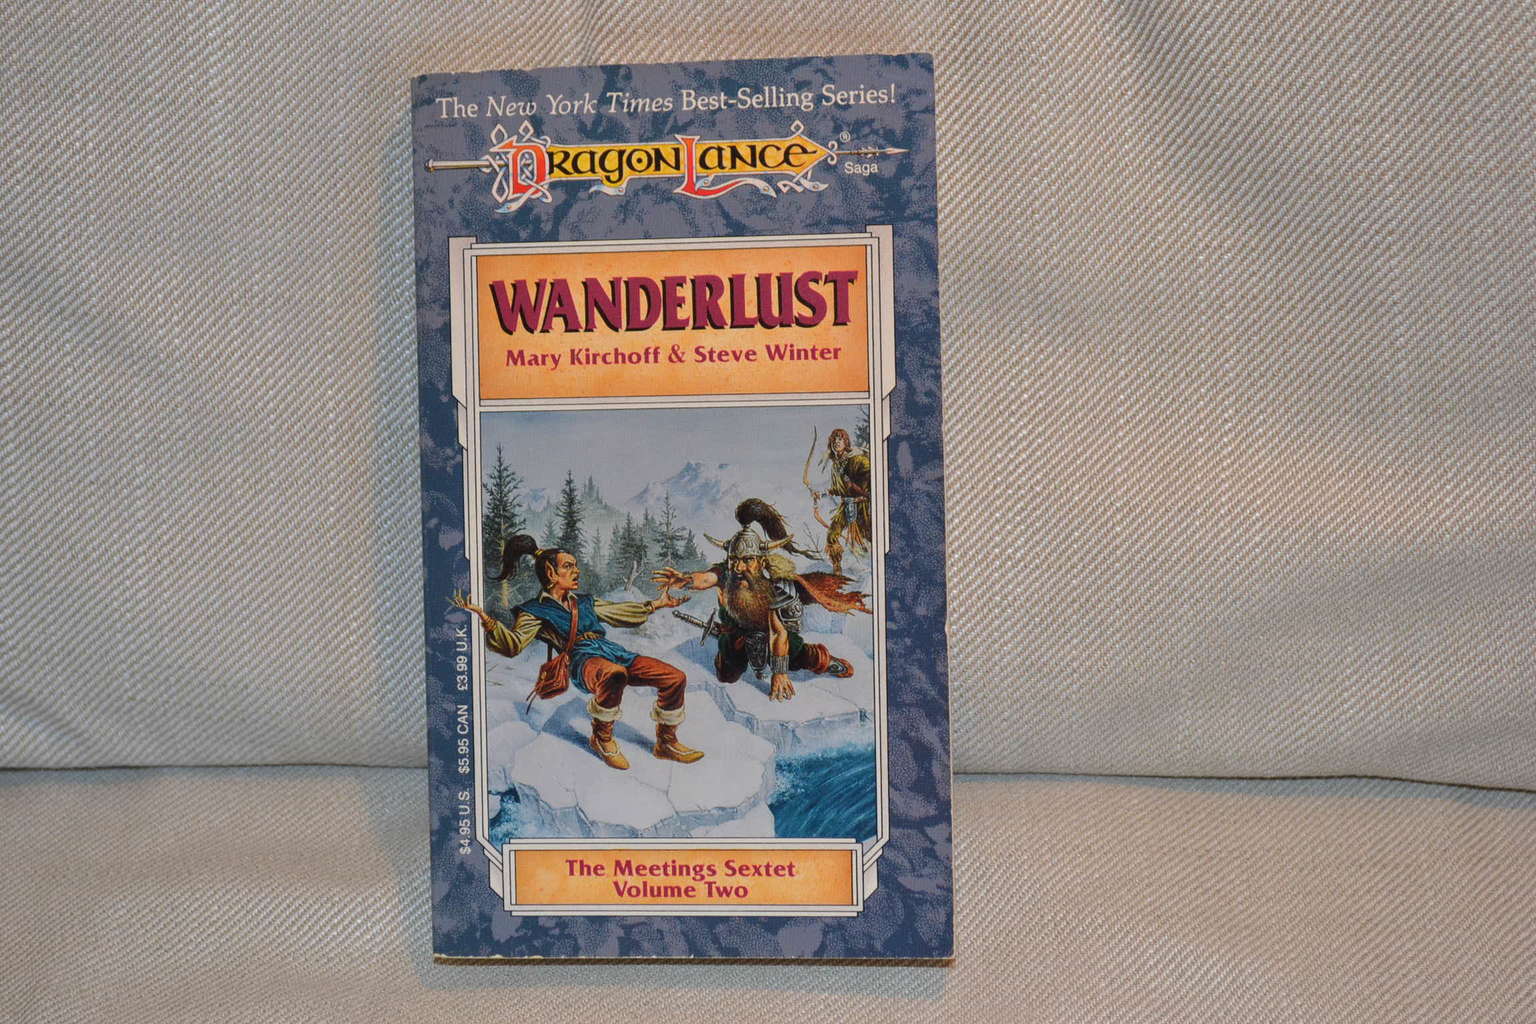 The New York Times Best-Selling Series!
DRAGONLANCE®
Saga
WANDERLUST
Mary Kirchoff & Steve Winter
$4.95 U.S. $5.95 CAN £3.99 U.K.
The Meetings Sextet
Volume Two